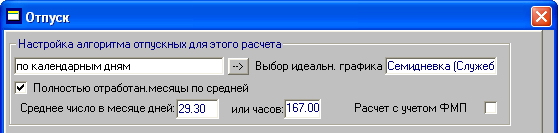 Отпуск
Настройка алгоритма отпускных для этого расчета
по календарным дням --> Выбор идеальн. графика Семидневка (Служеб
Полностью отработан.месяцы по средней
Среднее число в месяце дней: 29.30 или часов: 167.00 Расчет с учетом ФМП